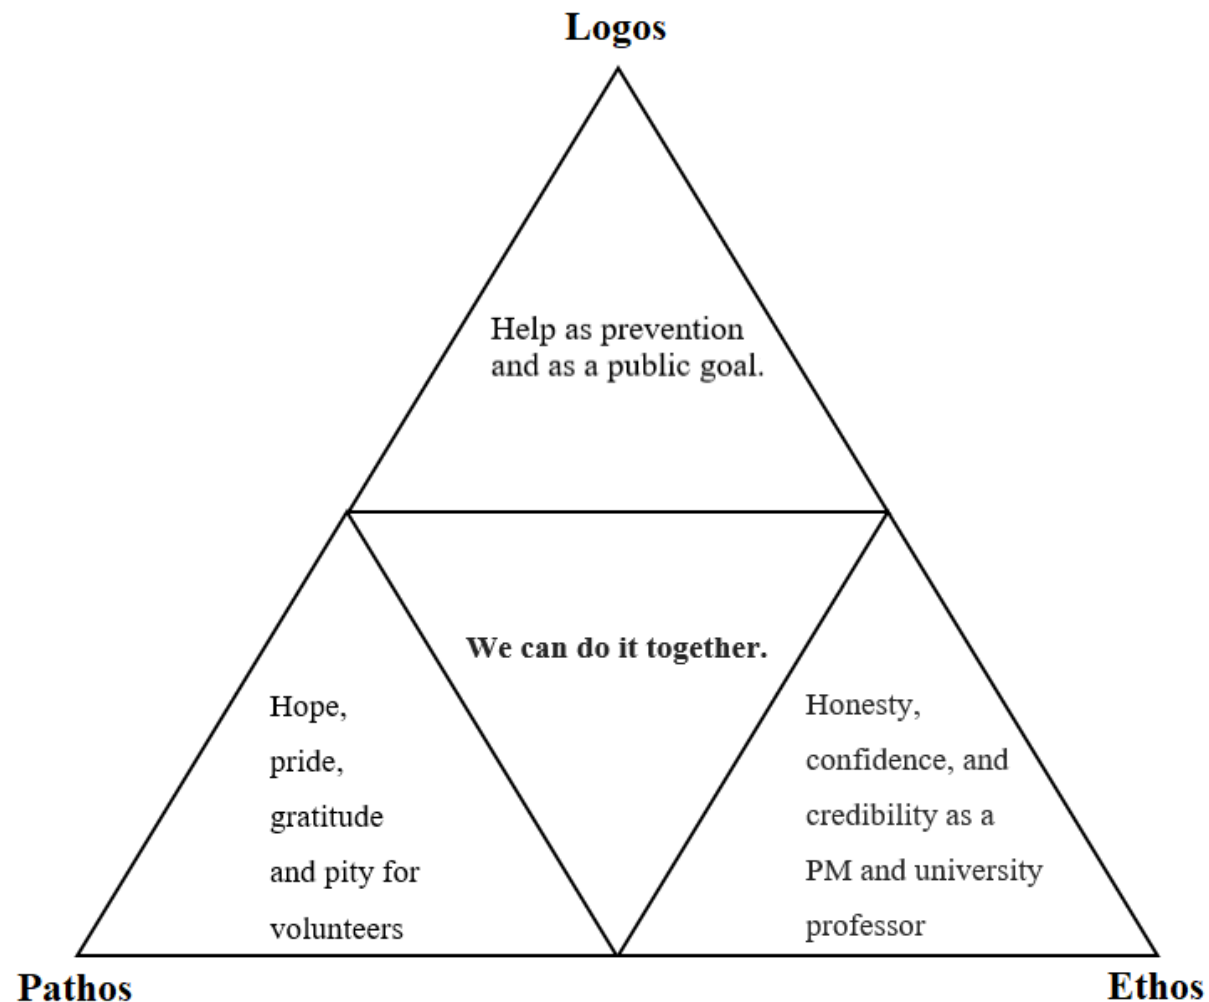 Logos
Help as prevention
and as a public goal.
We can do it together.
Hope,
pride,
gratitude
and pity for
volunteers
Honesty,
confidence, and
credibility as a
PM and university
professor
Pathos
Ethos